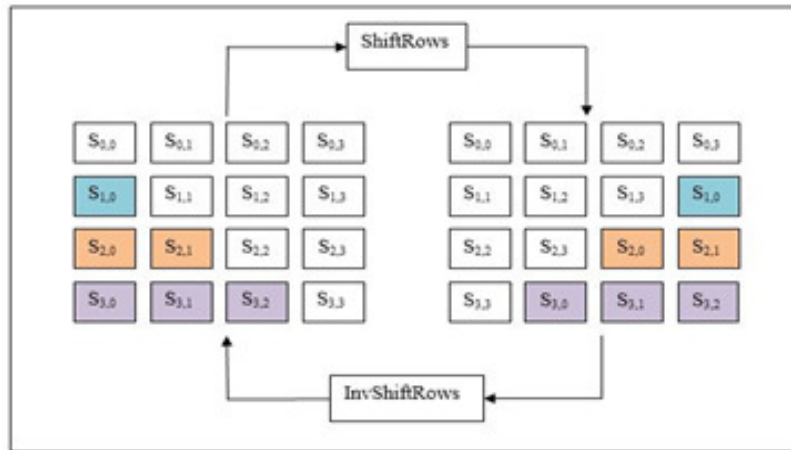 ShiftRows
S0,0 S0,1 S0,2 S0,3 S0,0 S0,1 S0,2 S0,3
S1,0 S1,1 S1,2 S1,3 S1,1 S1,2 S1,3 S1,0
S2,0 S2,1 S2,2 S2,3 S2,2 S2,3 S2,0 S2,1
S3,0 S3,1 S3,2 S3,3 S3,3 S3,0 S3,1 S3,2
InvShiftRows